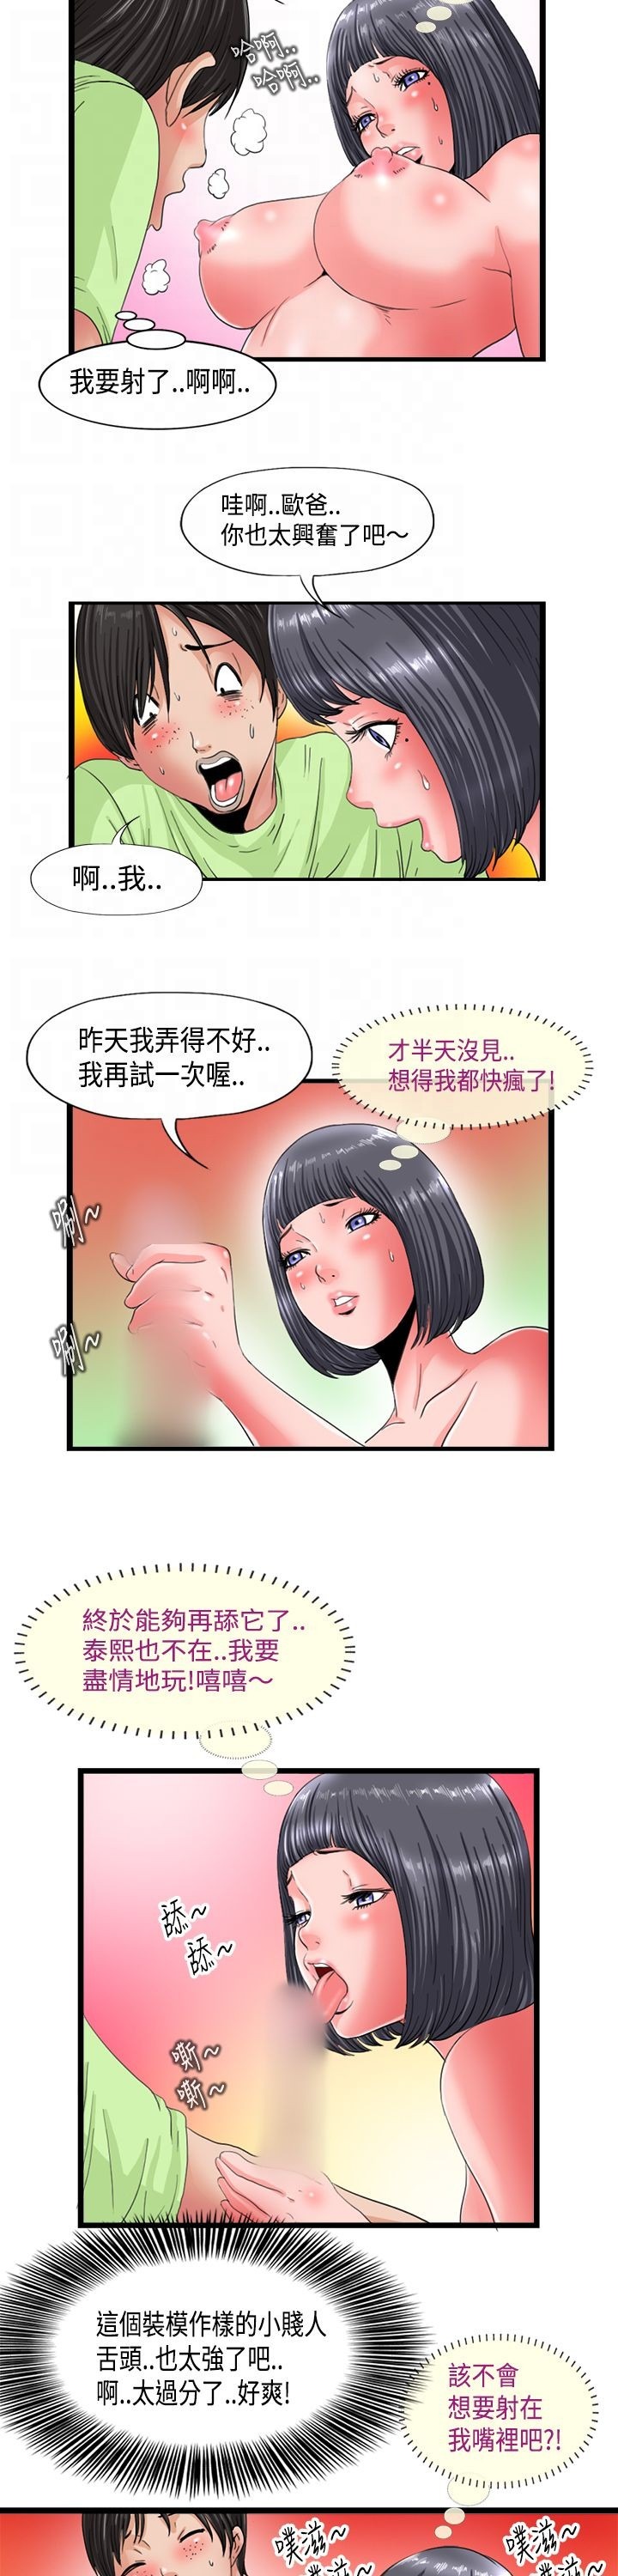 哈啊..
哈啊..
我要射了..啊啊..
哇啊..歐爸..
你也太興奮了吧～
啊..我..
昨天我弄得不好..
我再試一次喔..
才半天沒見..
想得我都快瘋了!
唰~
唰~
終於能夠再舔它了..
泰熙也不在..我要
盡情地玩!嘻嘻～
舔~
舔~
嘶~
嘶~
這個裝模作樣的小賤人
舌頭..也太強了吧..
啊..太過分了..好爽!
該不會
想要射在
我嘴裡吧?!
噗滋~
噗滋~